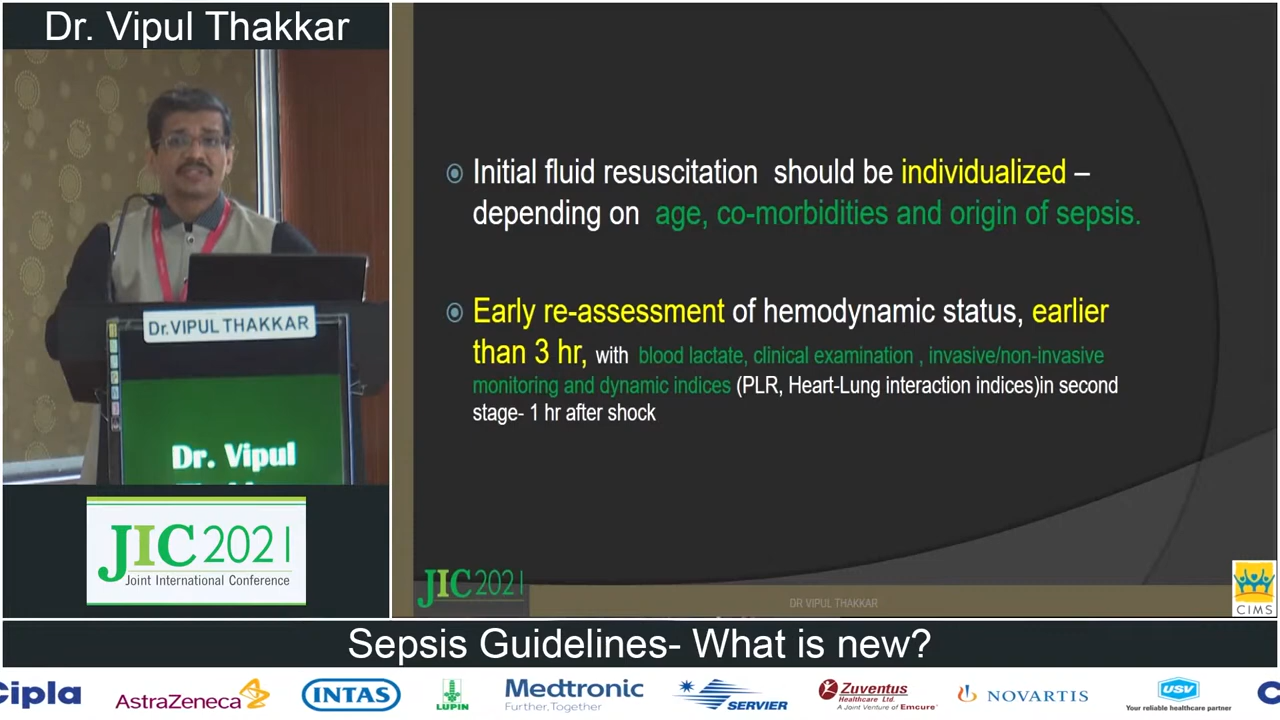 Dr. Vipul Thakkar
Dr.VIPUL THAKKAR
Dr. Vipul
JIC 2021
Joint International Conference
Initial fluid resuscitation should be individualized –
depending on age, co-morbidities and origin of sepsis.
Early re-assessment of hemodynamic status, earlier
than 3 hr, with blood lactate, clinical examination , invasive/non-invasive
monitoring and dynamic indices (PLR, Heart-Lung interaction indices)in second
stage- 1 hr after shock
JIC 2021
DR VIPUL THAKKAR
CIMS
Sepsis Guidelines- What is new?
Cipla
AstraZeneca
INTAS
LUPIN
Medtronic
Further, Together
SERVIER
Zuventus
Healthcare Ltd.
A Joint Venture of Emcure
NOVARTIS
USV
Your reliable healthcare partner